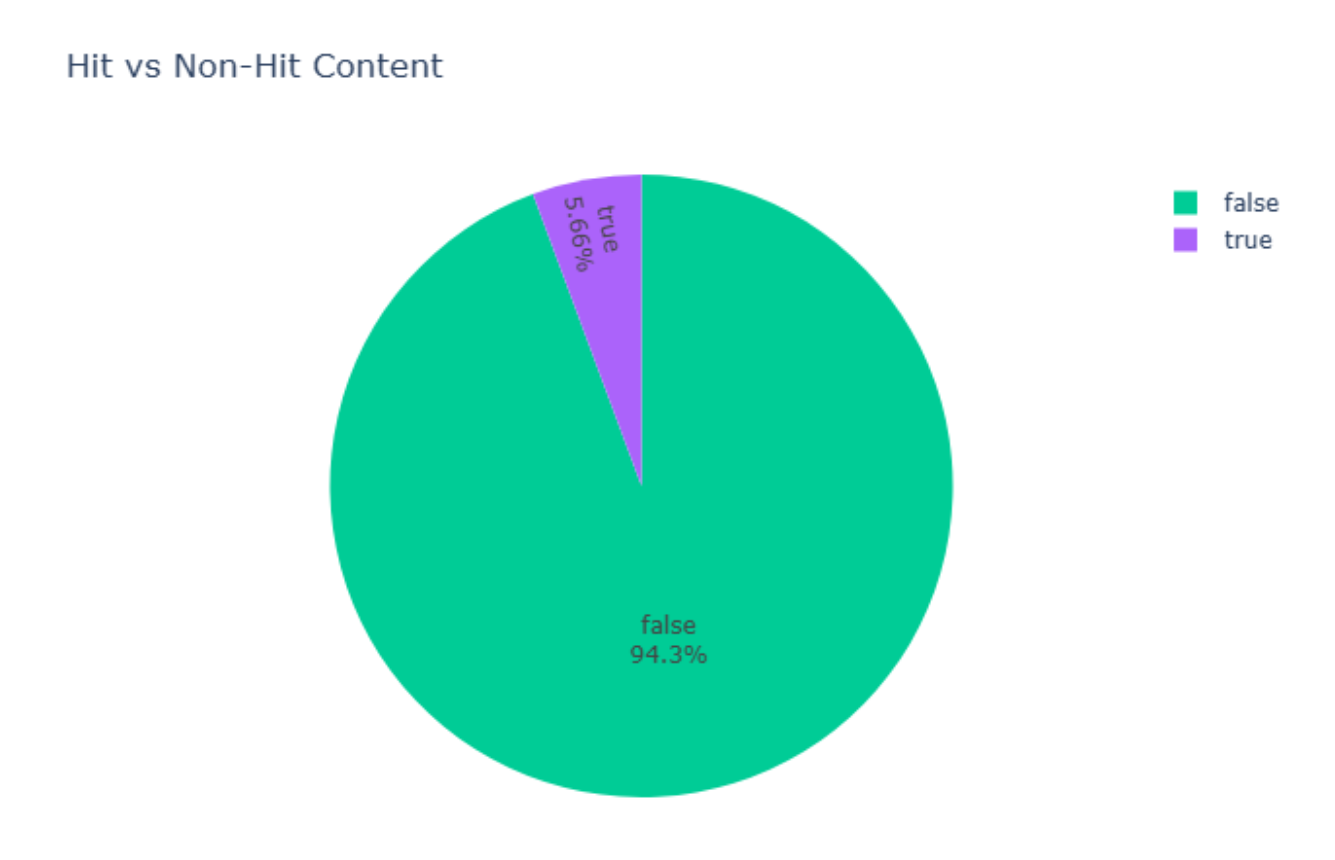 Hit vs Non-Hit Content
false
true
true
5.66%
false
94.3%